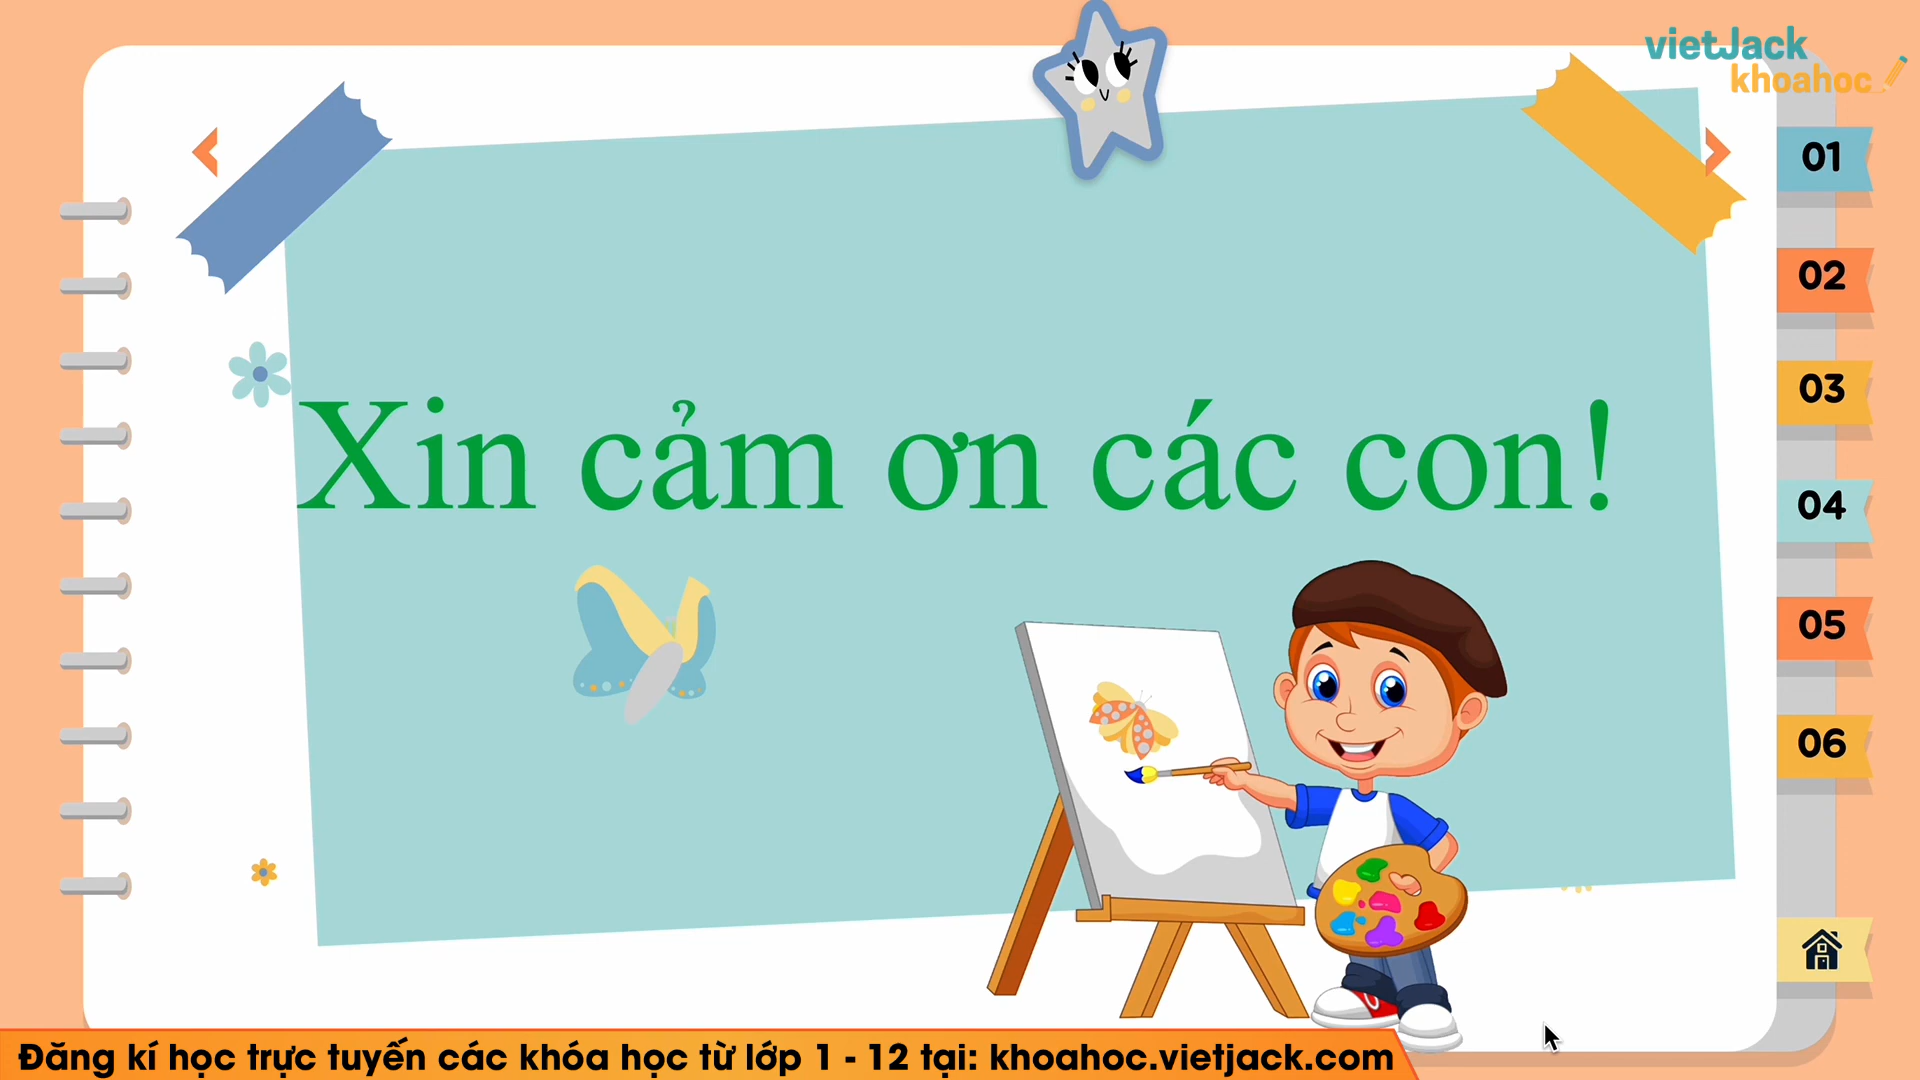 vietJack
khoahoc
01
02
03
Xin cảm ơn các con!
04
05
06
Đăng kí học trực tuyến các khóa học từ lớp 1 - 12 tại: khoahoc.vietjack.com